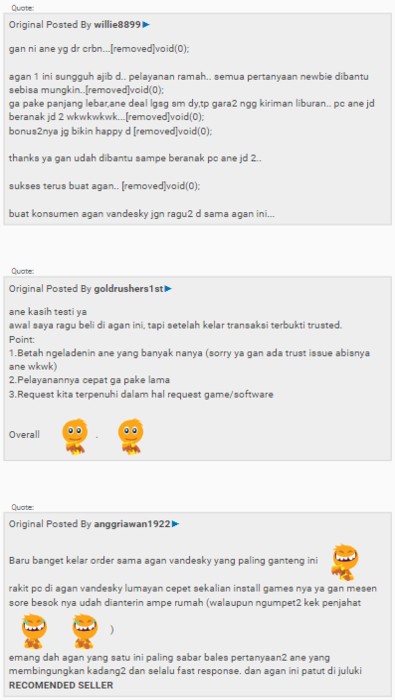 Quote:
Original Posted By willie8899►
gan ni ane yg dr crbn...[removed]void(0);
agan 1 ini sungguh ajib d.. pelayanan ramah.. semua pertanyaan newbie dibantu
sebisa mungkin..[removed]void(0);
ga pake panjang lebar,ane deal lgsg sm dy,tp gara2 ngg kiriman liburan.. pc ane jd
beranak jd 2 wkwkwkwk...[removed]void(0);
bonus2nya jg bikin happy d [removed]void(0);
thanks ya gan udah dibantu sampe beranak pc ane jd 2..
sukses terus buat agan.. [removed]void(0);
buat konsumen agan vandesky jgn ragu2 d sama agan ini....
Quote:
Original Posted By goldrushers1st►
ane kasih testi ya
awal saya ragu beli di agan ini, tapi setelah kelar transaksi terbukti trusted.
Point:
1.Betah ngeladenin ane yang banyak nanya (sorry ya gan ada trust issue abisnya
ane wkwk)
2.Pelayanannya cepat ga pake lama
3.Request kita terpenuhi dalam hal request game/software
Overall .
Quote:
Original Posted By anggriawan1922►
Baru banget kelar order sama agan vandesky yang paling ganteng ini
rakit pc di agan vandesky lumayan cepet sekalian install games nya ya gan mesen
sore besok nya udah dianterin ampe rumah (walaupun ngumpet2 kek penjahat
)
emang dah agan yang satu ini paling sabar bales pertanyaan2 ane yang
membingungkan kadang2 dan selalu fast response. dan agan ini patut di juluki
RECOMENDED SELLER